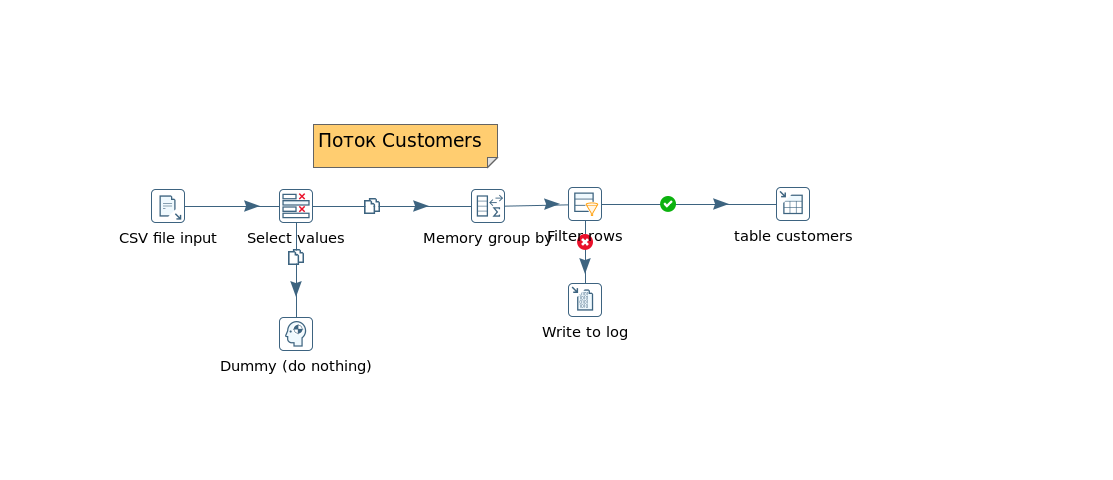 Поток Customers
CSV file input
Select values
Memory group by
Filter rows
table customers
Write to log
Dummy (do nothing)